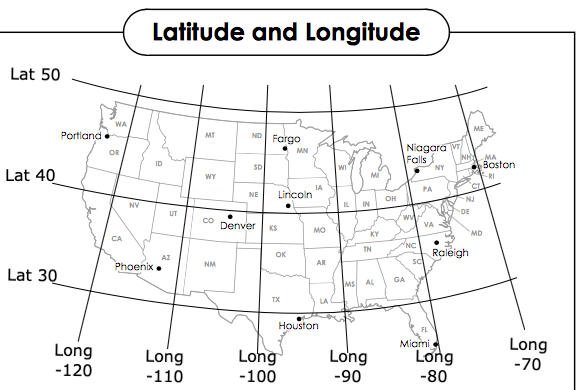 Latitude and Longitude
Lat 50
WA
ME
Portland
MT
ND
Fargo
MN
VT
NH
OR
ID
SD
WI
MI
Niagara
Falls
NY
MA
Boston
RI
CT
Lat 40
WY
NE
Lincoln
IA
IL
IN
OH
PA
NJ
NV
UT
CO
Denver
KS
MO
KY
WV
VA
DE
MD
CA
Phoenix
AZ
NM
OK
AR
TN
NC
Raleigh
SC
Lat 30
TX
LA
MS
AL
GA
Houston
FL
Miami
Long
-120
Long
-110
Long
-100
Long
-90
Long
-80
Long
-70